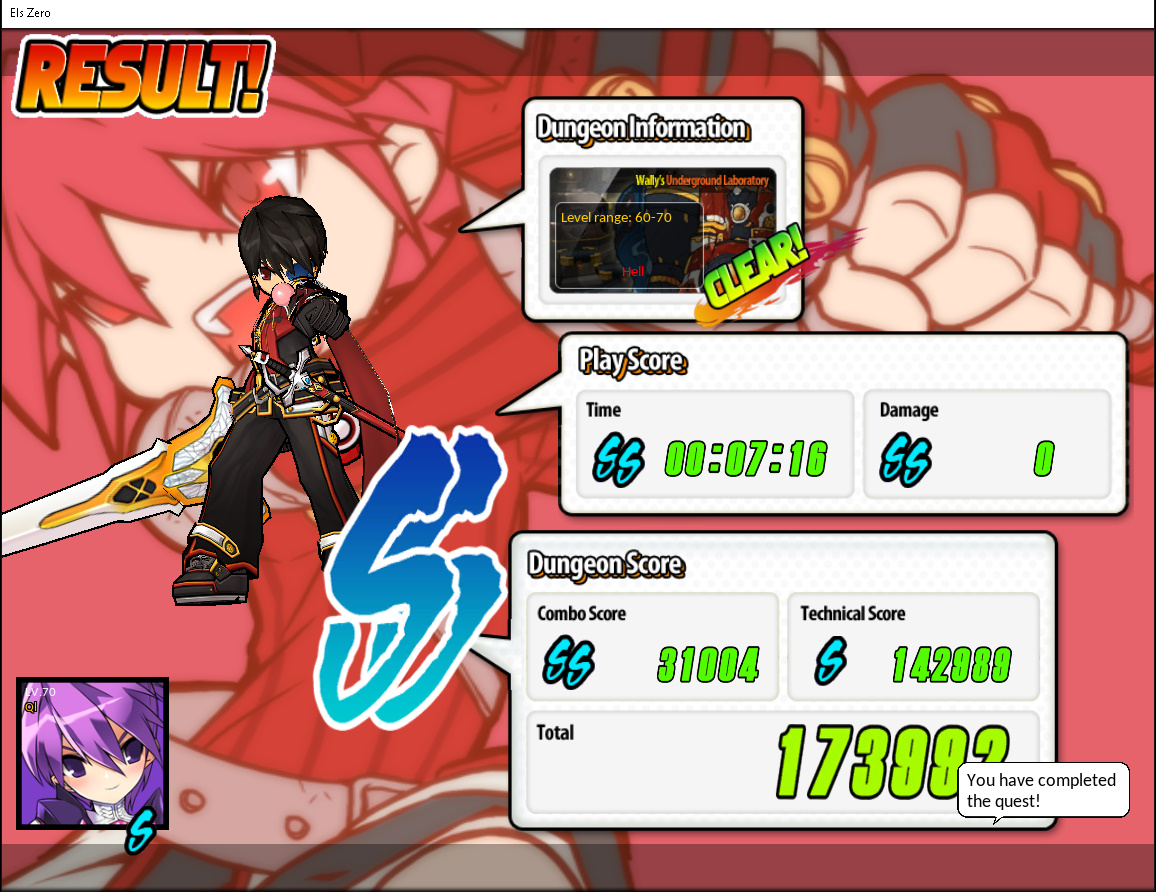 Els Zero
RESULT!
Dungeon Information
Wally's Underground Laboratory
Level range: 60-70
Hell
CLEAR!
Play Score
Time
SS 00:07:16
Damage
SS 0
SS
Dungeon Score
Combo Score
SS 31004
Technical Score
S 142989
Total
173992
You have completed
the quest!
LV.70
QI
S